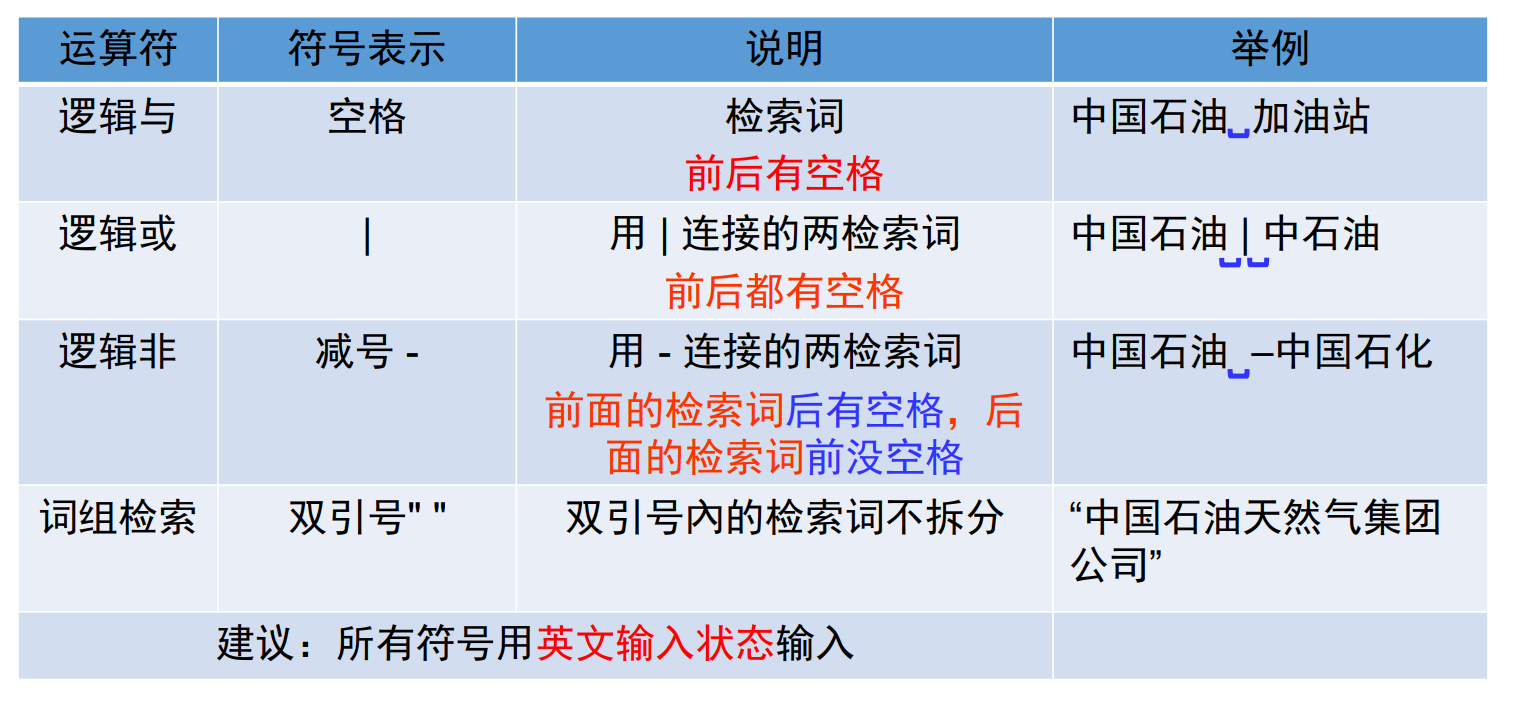 运算符 符号表示 说明 举例
逻辑与 空格 检索词 中国石油␣加油站
前后有空格
逻辑或 | 用 | 连接的两检索词 中国石油␣|␣中石油
前后都有空格
逻辑非 减号 - 用 - 连接的两检索词 中国石油␣–中国石化
前面的检索词后有空格，后
面的检索词前没空格
词组检索 双引号" " 双引号內的检索词不拆分 “中国石油天然气集团
公司”
建议：所有符号用英文输入状态输入